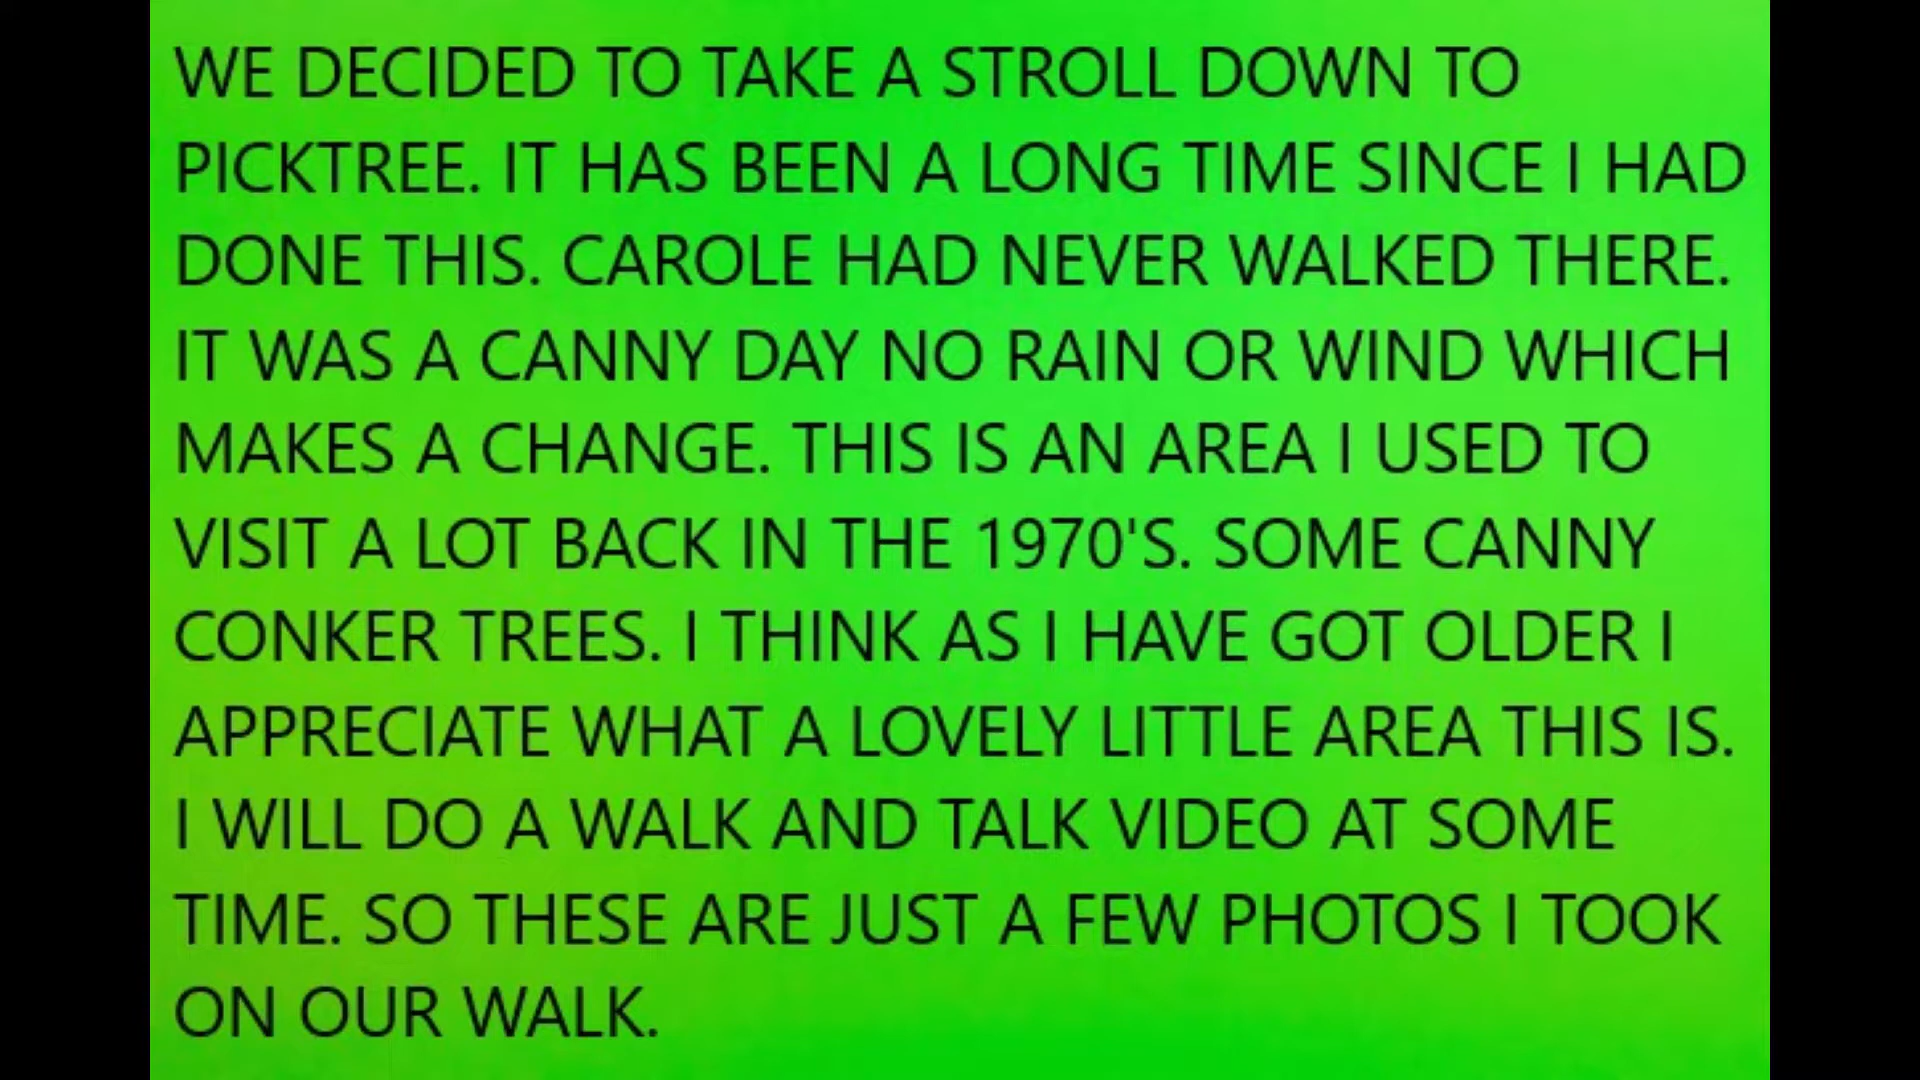 WE DECIDED TO TAKE A STROLL DOWN TO
PICKTREE. IT HAS BEEN A LONG TIME SINCE I HAD
DONE THIS. CAROLE HAD NEVER WALKED THERE.
IT WAS A CANNY DAY NO RAIN OR WIND WHICH
MAKES A CHANGE. THIS IS AN AREA I USED TO
VISIT A LOT BACK IN THE 1970'S. SOME CANNY
CONKER TREES. I THINK AS I HAVE GOT OLDER I
APPRECIATE WHAT A LOVELY LITTLE AREA THIS IS.
I WILL DO A WALK AND TALK VIDEO AT SOME
TIME. SO THESE ARE JUST A FEW PHOTOS I TOOK
ON OUR WALK.